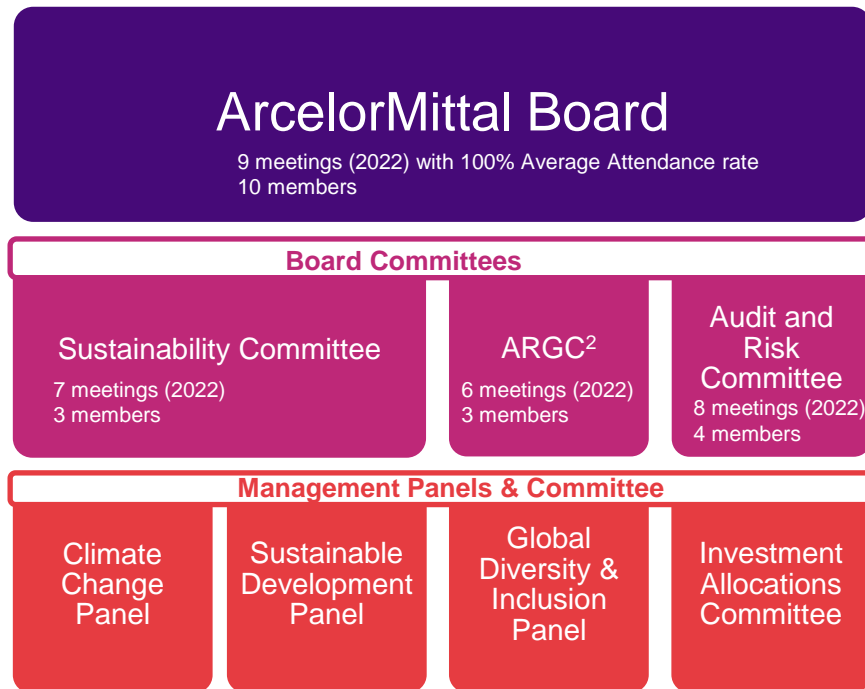 ArcelorMittal Board
9 meetings (2022) with 100% Average Attendance rate
10 members
Board Committees
Sustainability Committee
7 meetings (2022)
3 members
ARGC²
6 meetings (2022)
3 members
Audit and
Risk
Committee
8 meetings (2022)
4 members
Management Panels & Committee
Climate
Change
Panel
Sustainable
Development
Panel
Global
Diversity &
Inclusion
Panel
Investment
Allocations
Committee